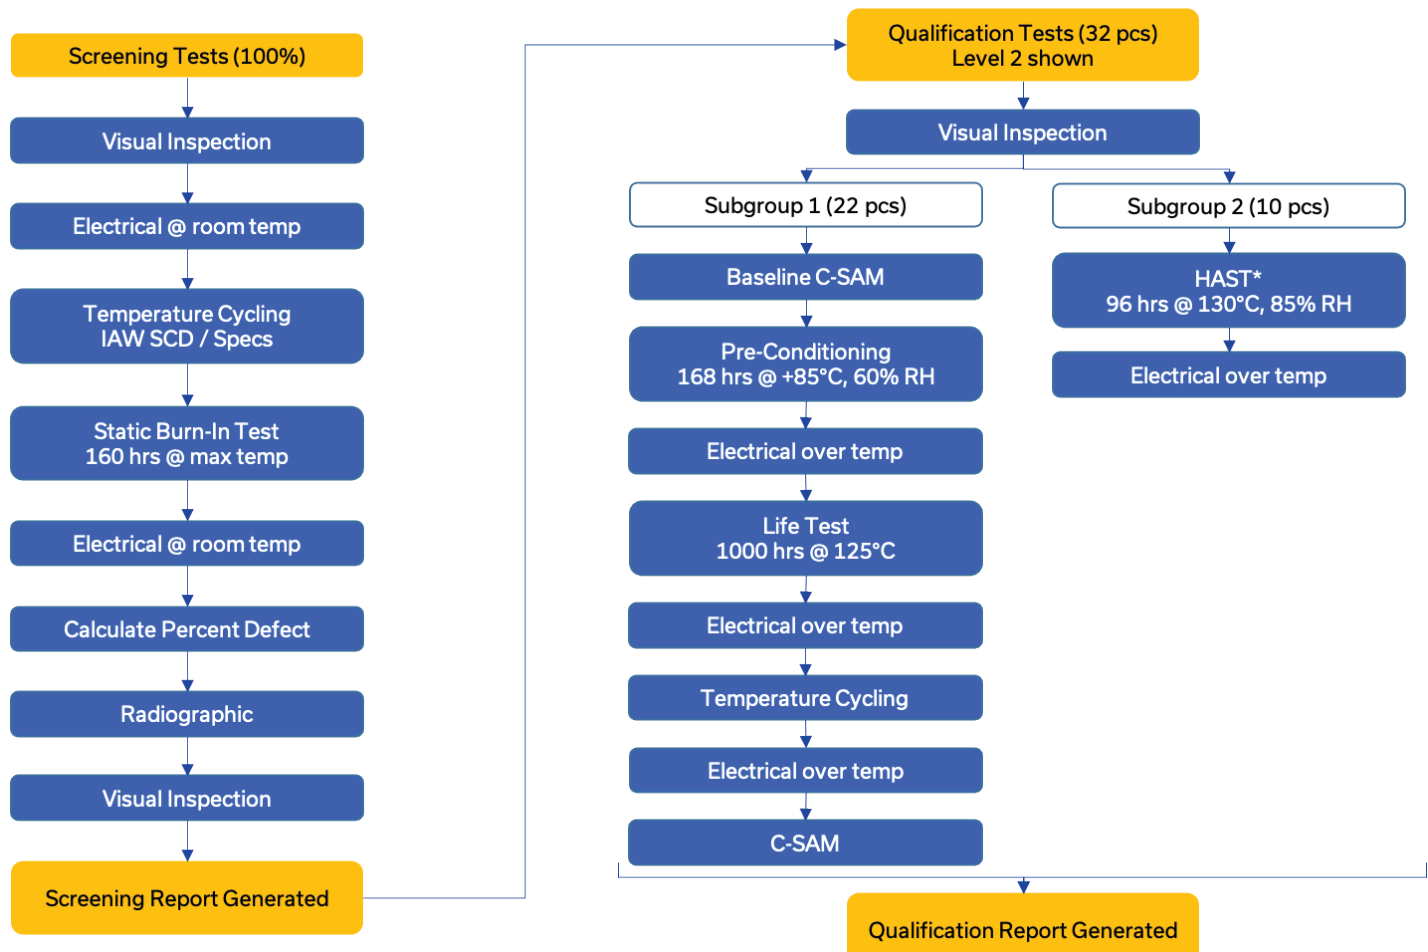 Screening Tests (100%)
Visual Inspection
Electrical @ room temp
Temperature Cycling
IAW SCD / Specs
Static Burn-In Test
160 hrs @ max temp
Electrical @ room temp
Calculate Percent Defect
Radiographic
Visual Inspection
Screening Report Generated
Qualification Tests (32 pcs)
Level 2 shown
Visual Inspection
Subgroup 1 (22 pcs)
Baseline C-SAM
Pre-Conditioning
168 hrs @ +85°C, 60% RH
Electrical over temp
Life Test
1000 hrs @ 125°C
Electrical over temp
Temperature Cycling
Electrical over temp
C-SAM
Subgroup 2 (10 pcs)
HAST*
96 hrs @ 130°C, 85% RH
Electrical over temp
Qualification Report Generated